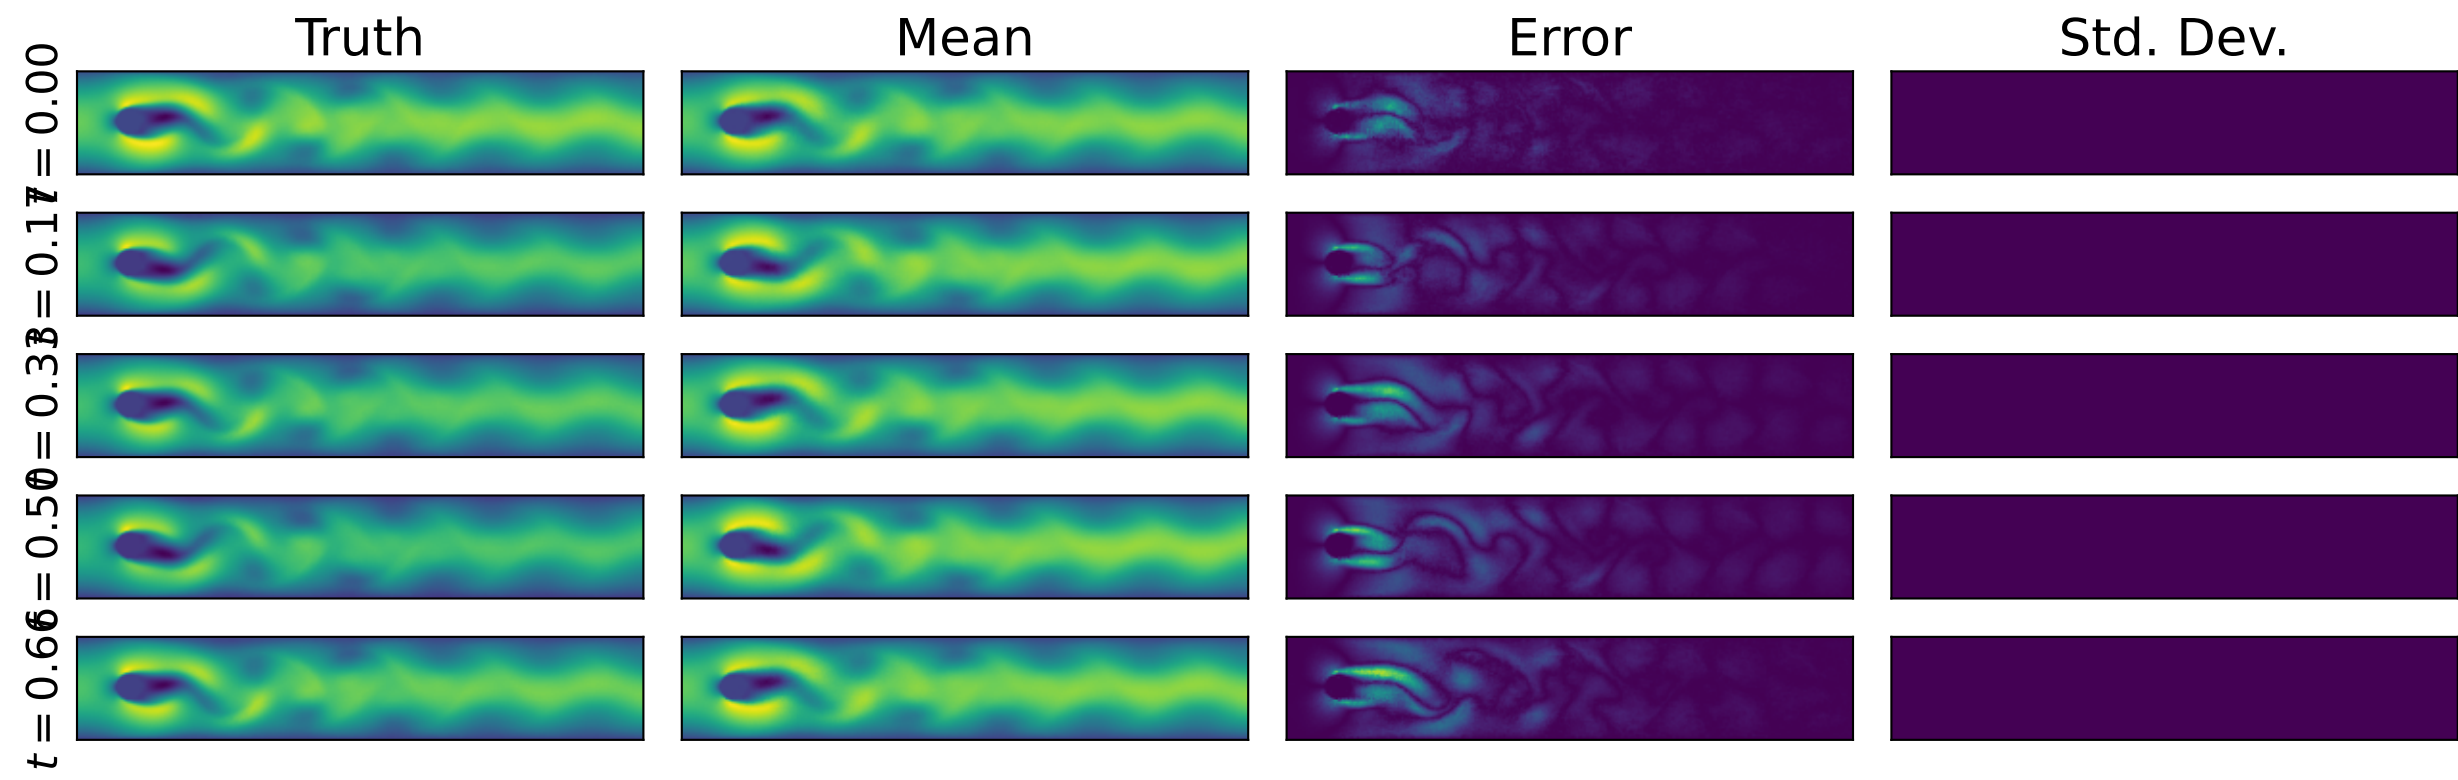 Truth Mean Error Std. Dev.
t = 0.00
t = 0.17
t = 0.33
t = 0.50
t = 0.66